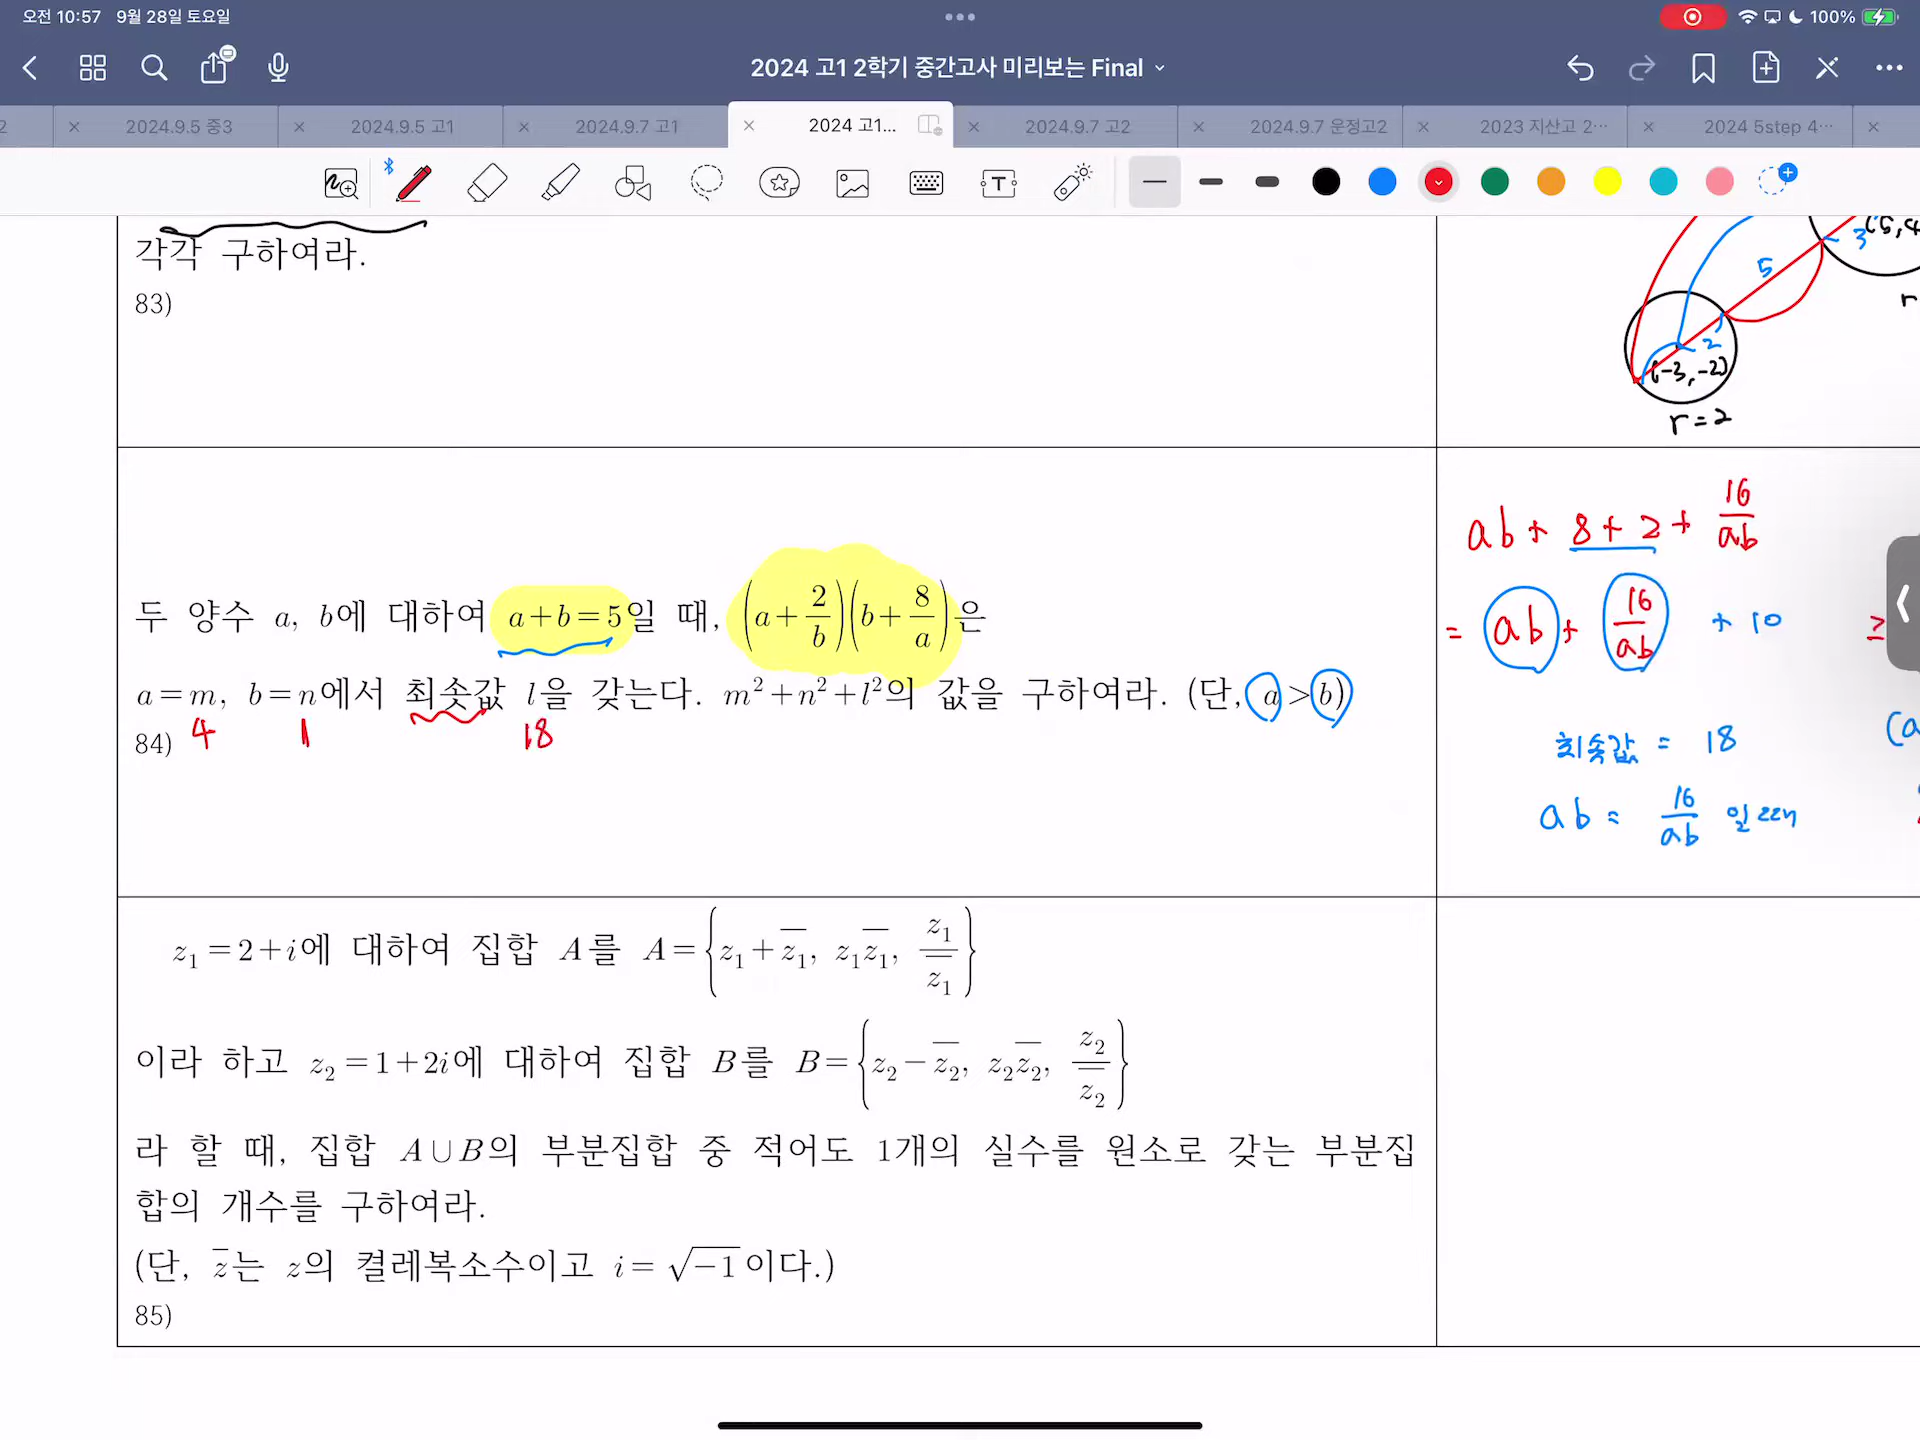 오전 10:57 9월 28일 토요일
100%
2024 고1 2학기 중간고사 미리보는 Final
2
2024.9.5 중3
2024.9.5 고1
2024.9.7 고1
2024 고1...
2024.9.7 고2
2024.9.7 운정고2
2023 지산고 2...
2024 5step 4...
각각 구하여라.
83)
3
(5, 4
5
2
(-3, -2)
r
r = 2
두 양수 a, b에 대하여 a+b=5일 때, (a+2/b)(b+8/a)은
a=m, b=n에서 최솟값 l을 갖는다. m²+n²+l²의 값을 구하여라. (단, a>b)
84) 4 1 18
ab + 8 + 2 + 16/ab
= ab + 16/ab + 10 ≥
최솟값 = 18
(a
ab = 16/ab 일 때
z₁=2+i에 대하여 집합 A를 A={z₁+z̄₁, z₁z̄₁, z₁/z̄₁}
이라 하고 z₂=1+2i에 대하여 집합 B를 B={z₂−z̄₂, z₂z̄₂, z₂/z̄₂}
라 할 때, 집합 A∪B의 부분집합 중 적어도 1개의 실수를 원소로 갖는 부분집
합의 개수를 구하여라.
(단, z̄는 z의 켤레복소수이고 i=√−1이다.)
85)